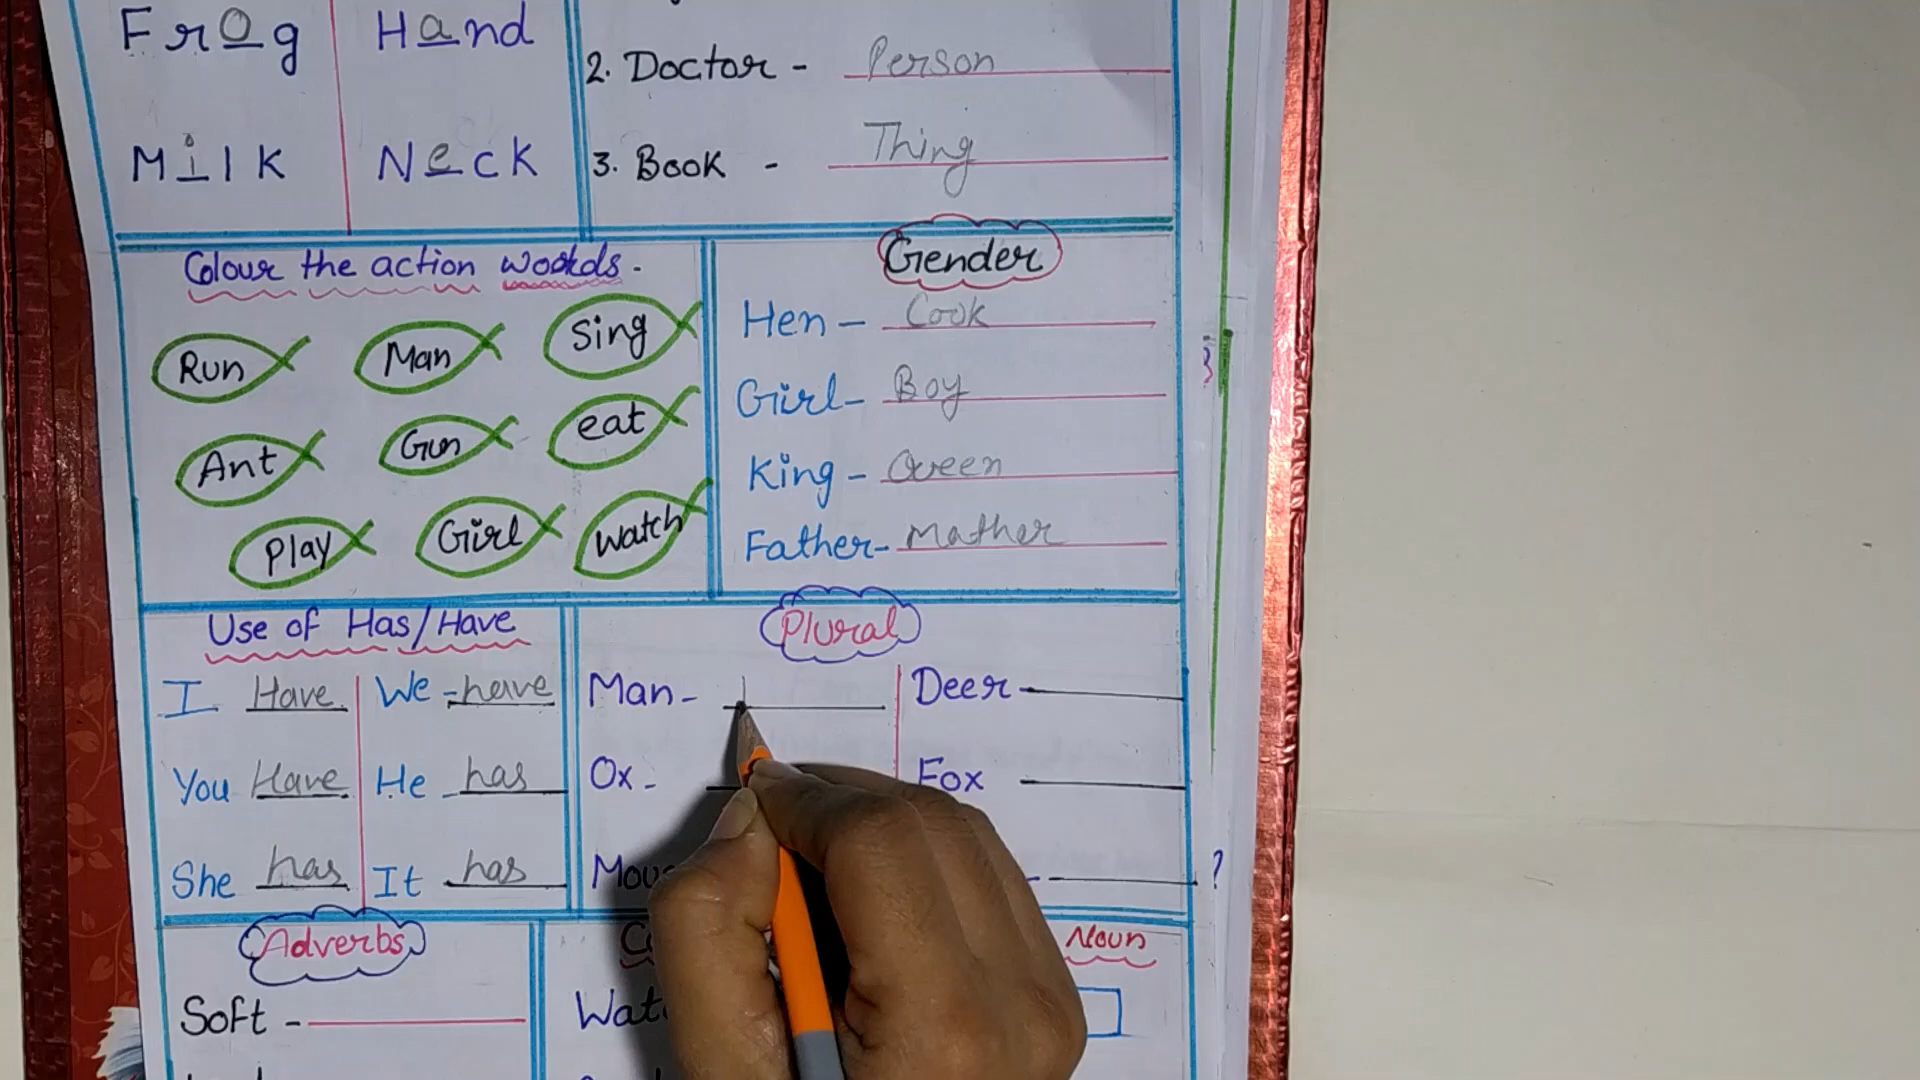 Frog Hand
2. Doctor - Person
Milk Neck
3. Book - Thing
Colour the action wookds.
Run Man Sing
Ant Gun eat
Play Girl Watch
Gender
Hen - Cook
Girl - Boy
King - Queen
Father - Mather
Use of Has/Have
I Have We - have
You Have He - has
She has It has
Plural
Man - Deer -
Ox - Fox
Adverbs
Noun
Soft -